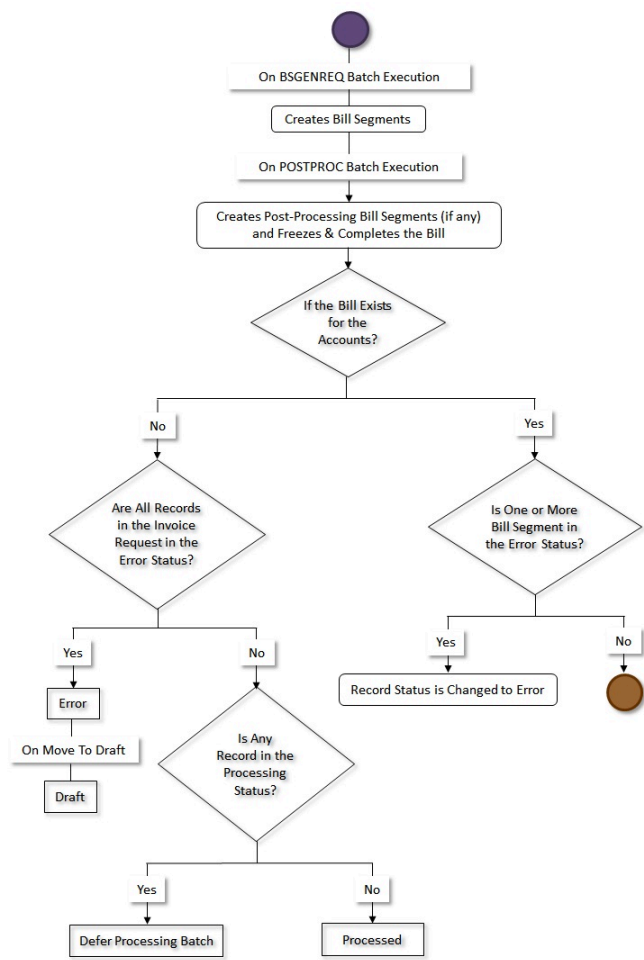 On BSGENREQ Batch Execution
Creates Bill Segments
On POSTPROC Batch Execution
Creates Post-Processing Bill Segments (if any)
and Freezes & Completes the Bill
If the Bill Exists
for the
Accounts?
No
Yes
Are All Records
in the Invoice
Request in the
Error Status?
Is One or More
Bill Segment in
the Error Status?
Yes
No
Yes
No
Error
Record Status is Changed to Error
On Move To Draft
Draft
Is Any
Record in the
Processing
Status?
Yes
No
Defer Processing Batch
Processed